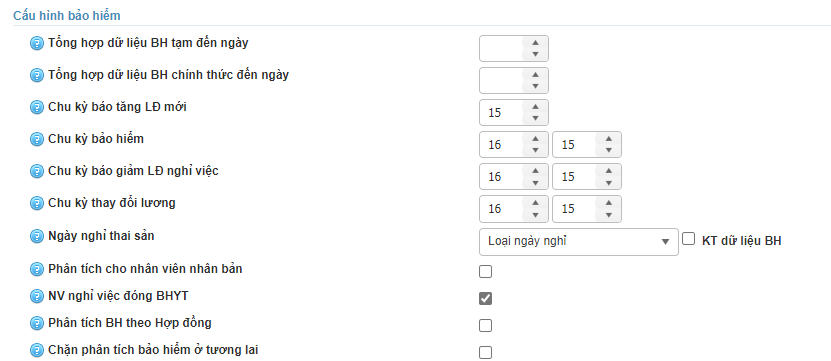 Cấu hình bảo hiểm
Tổng hợp dữ liệu BH tạm đến ngày
Tổng hợp dữ liệu BH chính thức đến ngày
Chu kỳ báo tăng LĐ mới 15
Chu kỳ bảo hiểm 16 15
Chu kỳ báo giảm LĐ nghỉ việc 16 15
Chu kỳ thay đổi lương 16 15
Ngày nghỉ thai sản Loại ngày nghỉ KT dữ liệu BH
Phân tích cho nhân viên nhân bản
NV nghỉ việc đóng BHYT
Phân tích BH theo Hợp đồng
Chặn phân tích bảo hiểm ở tương lai